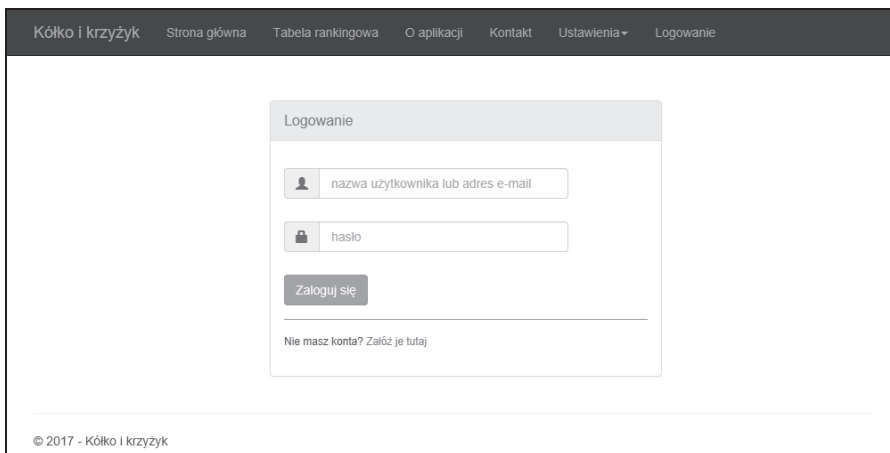 Kółko i krzyżyk Strona główna Tabela rankingowa O aplikacji Kontakt Ustawienia Logowanie
Logowanie
nazwa użytkownika lub adres e-mail
hasło
Zaloguj się
Nie masz konta? Załóż je tutaj
© 2017 - Kółko i krzyżyk